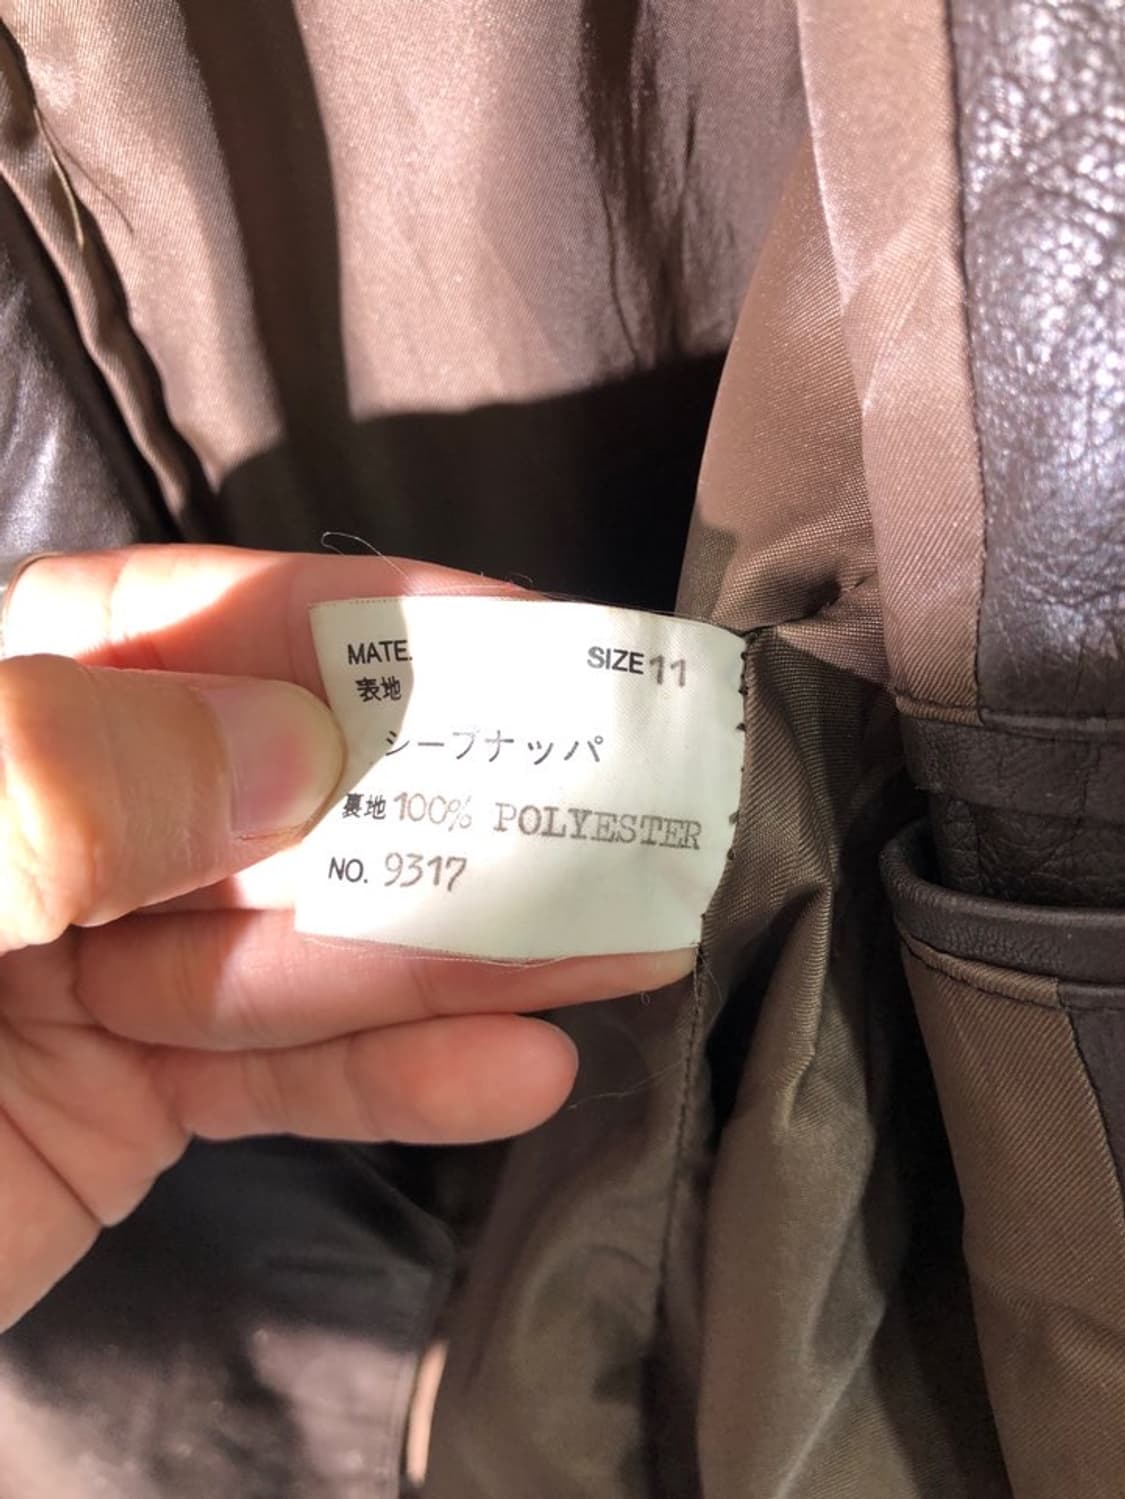 MATE. SIZE 11
表地
シープナッパ
裏地 100% POLYESTER
NO. 9317